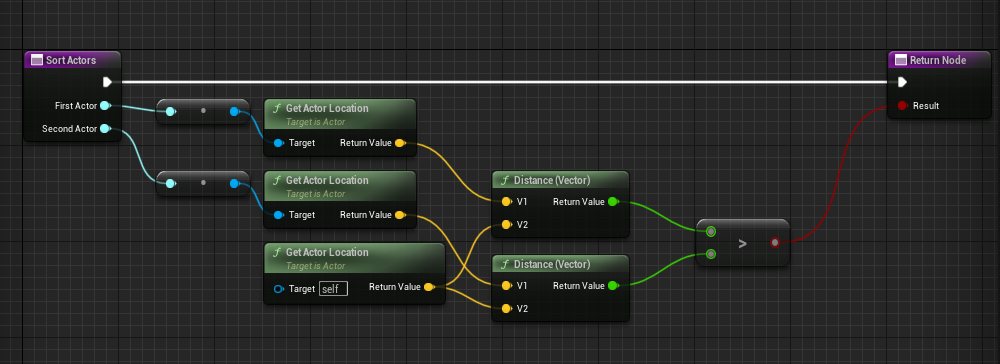 Sort Actors
First Actor
Second Actor
f Get Actor Location
Target is Actor
Target Return Value
f Get Actor Location
Target is Actor
Target Return Value
f Get Actor Location
Target is Actor
Target self Return Value
f Distance (Vector)
V1 Return Value
V2
f Distance (Vector)
V1 Return Value
V2
>
Return Node
Result